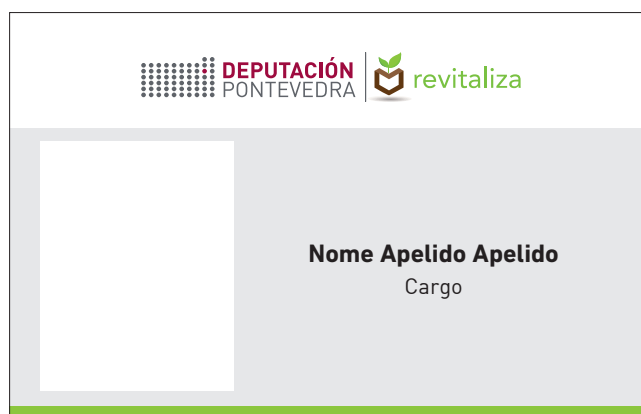 DEPUTACIÓN
PONTEVEDRA
revitaliza
Nome Apelido Apelido
Cargo